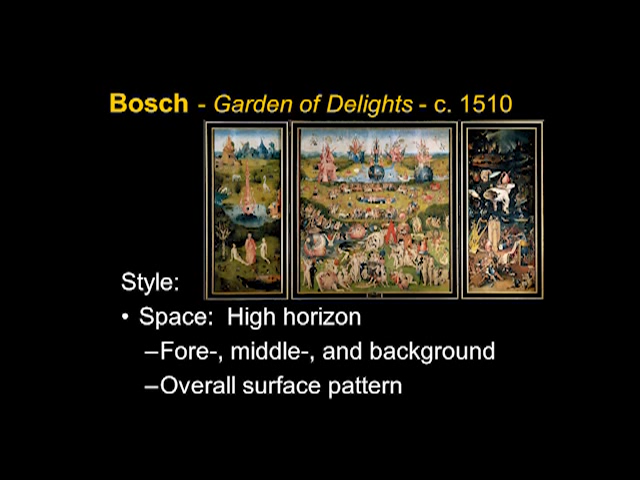 Bosch - Garden of Delights - c. 1510
Style:
• Space: High horizon
–Fore-, middle-, and background
–Overall surface pattern